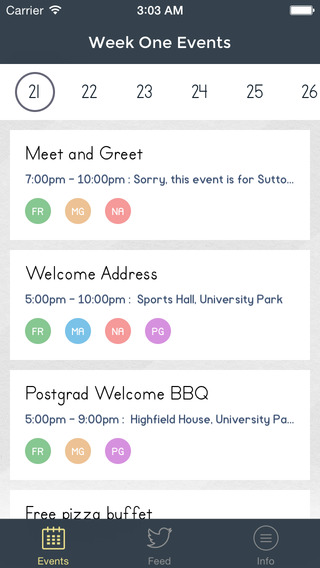 Carrier 3:03 AM
Week One Events
21 22 23 24 25 26
Meet and Greet
7:00pm - 10:00pm : Sorry, this event is for Sutto...
FR MG NA
Welcome Address
5:00pm - 10:00pm : Sports Hall, University Park
FR MA NA PG
Postgrad Welcome BBQ
5:00pm - 9:00pm : Highfield House, University Pa...
FR MG PG
Free pizza buffet
Events Feed Info